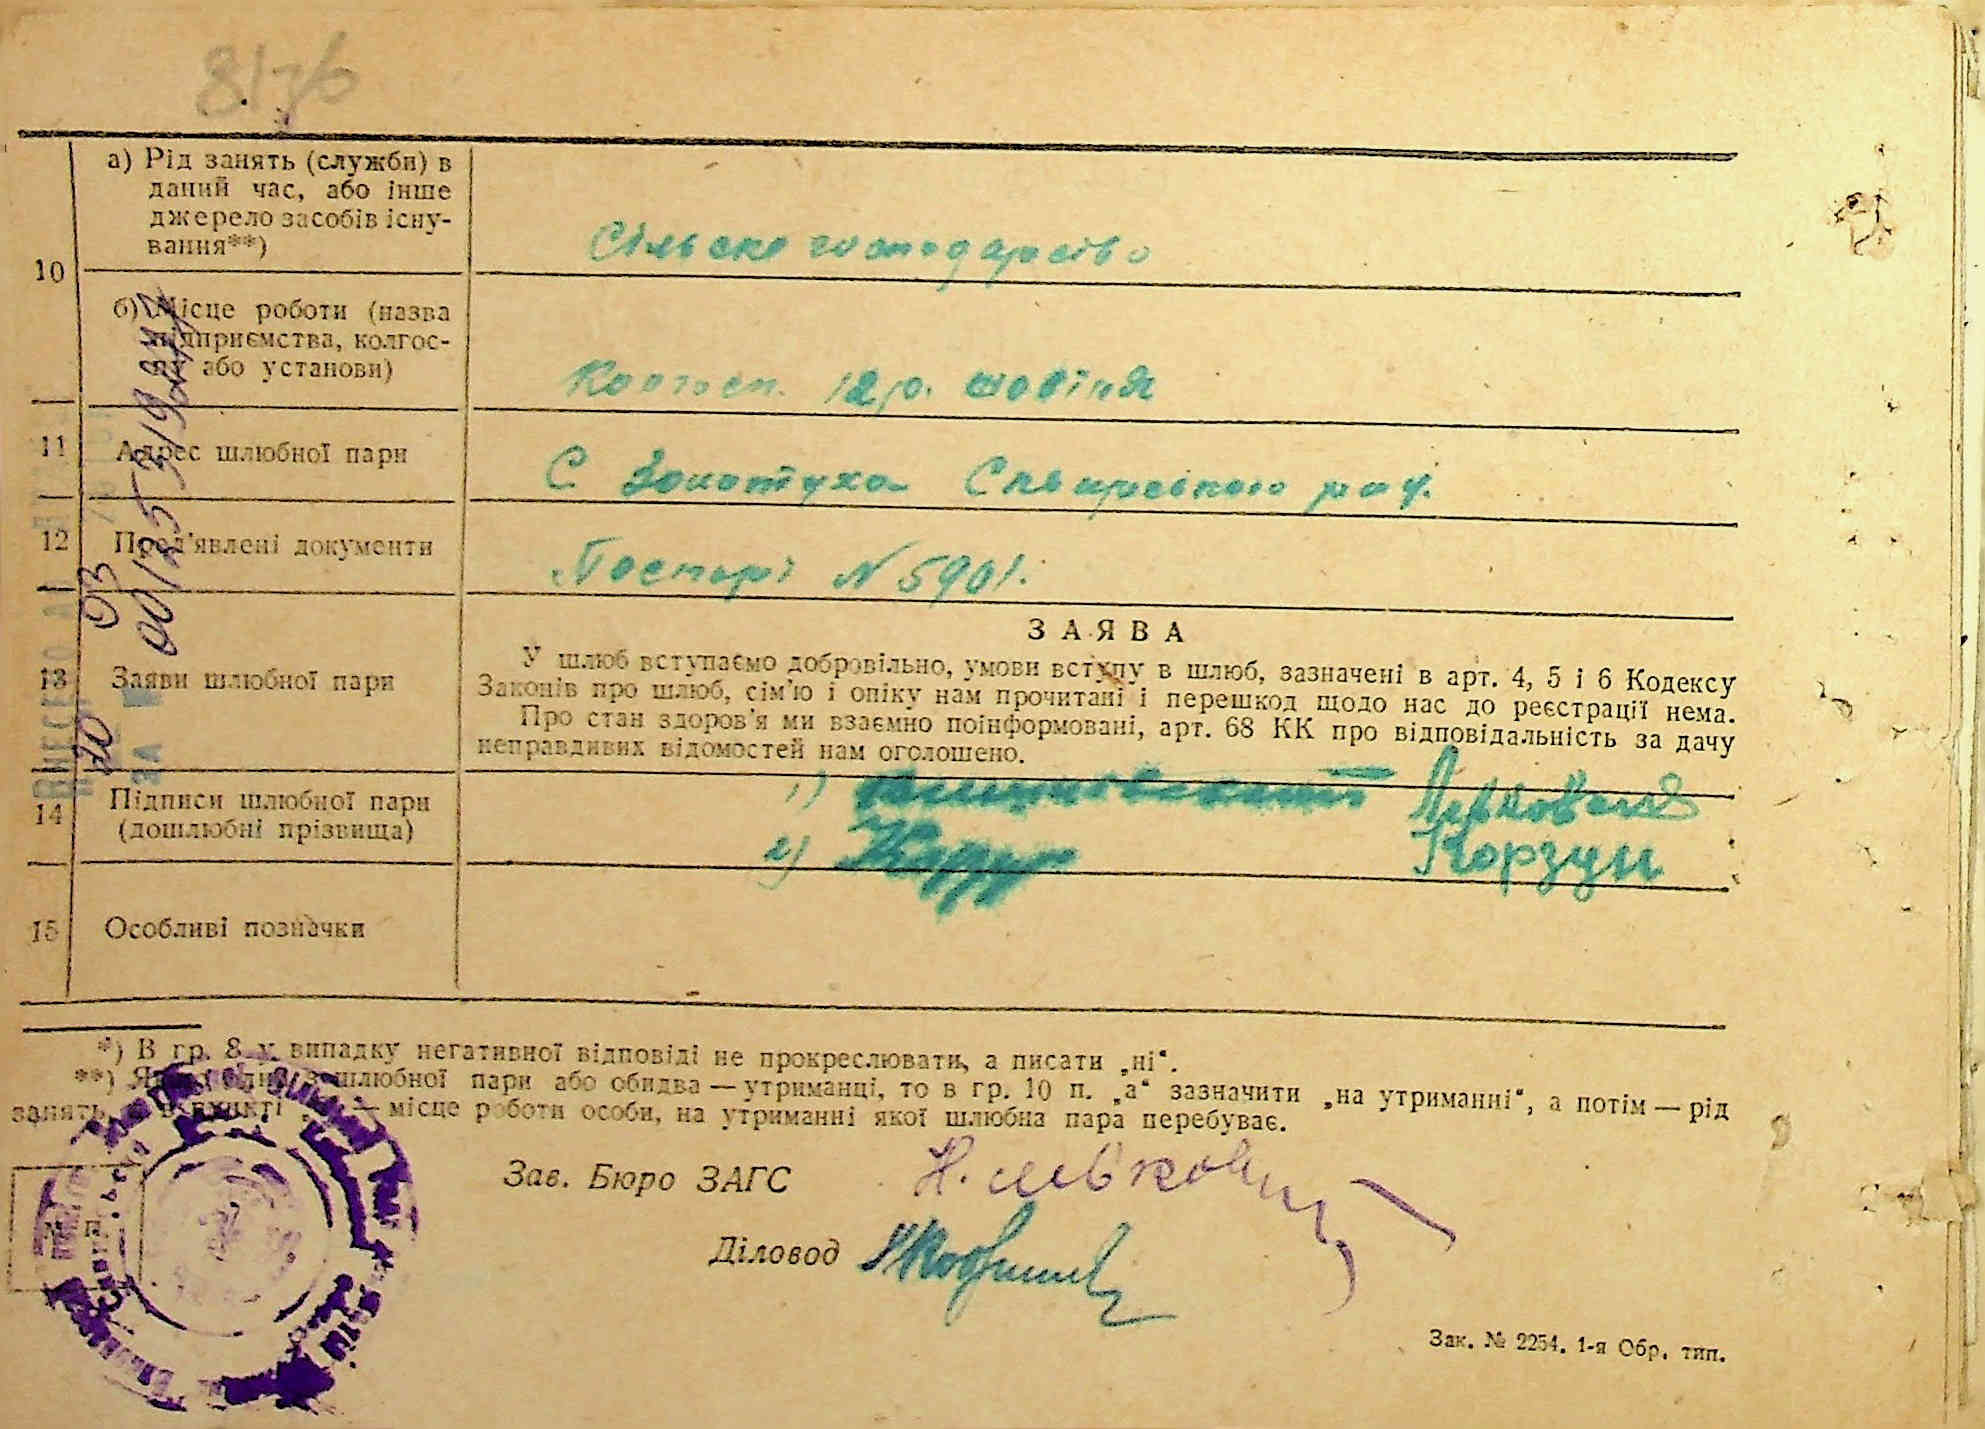 10
а) Рід занять (служби) в
даний час, або інше
джерело засобів існу-
вання**)
Сільське господарство
б) Місце роботи (назва
підприємства, колгос-
пу або установи)
Колгосп. 12 р. жовтня
11 Адрес шлюбної пари
С Золотуха
12 Пред'явлені документи
Паспорт N 5901.
13 Заяви шлюбної пари
ЗАЯВА
У шлюб вступаємо добровільно, умови вступу в шлюб, зазначені в арт. 4, 5 і 6 Кодексу
Законів про шлюб, сім'ю і опіку нам прочитані і перешкод щодо нас до реєстрації нема.
Про стан здоров'я ми взаємно поінформовані, арт. 68 КК про відповідальність за дачу
неправдивих відомостей нам оголошено.
14 Підписи шлюбної пари
(дошлюбні прізвища)
1)
2) Корзун
15 Особливі позначки
*) В гр. 8 у випадку негативної відповіді не прокреслювати, а писати „ні“.
**) Якщо один з шлюбної пари або обидва — утриманці, то в гр. 10 п. „а“ зазначити „на утриманні“, а потім — рід
занять, в пункті — місце роботи особи, на утриманні якої шлюбна пара перебуває.
Зав. Бюро ЗАГС
Діловод
Зак. № 2254. 1-я Обр. тип.